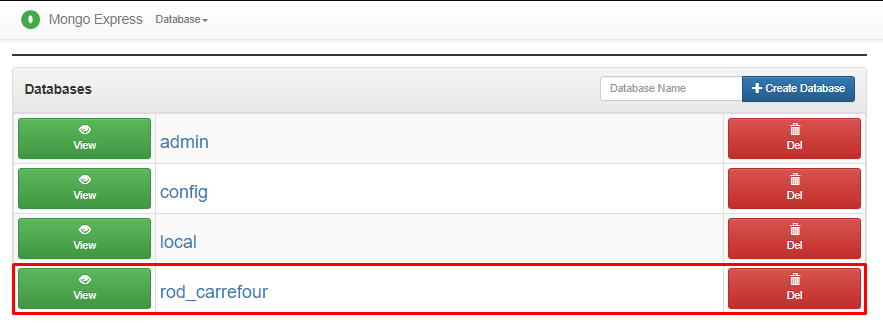 Mongo Express Database
Databases
Database Name
Create Database
View
admin
Del
View
config
Del
View
local
Del
View
rod_carrefour
Del